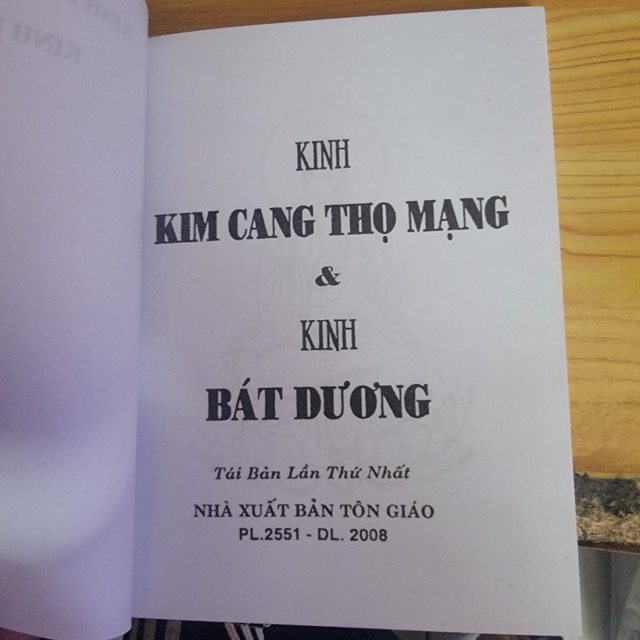 KINH
KIM CANG THỌ MẠNG
&
KINH
BÁT DƯƠNG
Tái Bản Lần Thứ Nhất
NHÀ XUẤT BẢN TÔN GIÁO
PL.2551 - DL. 2008